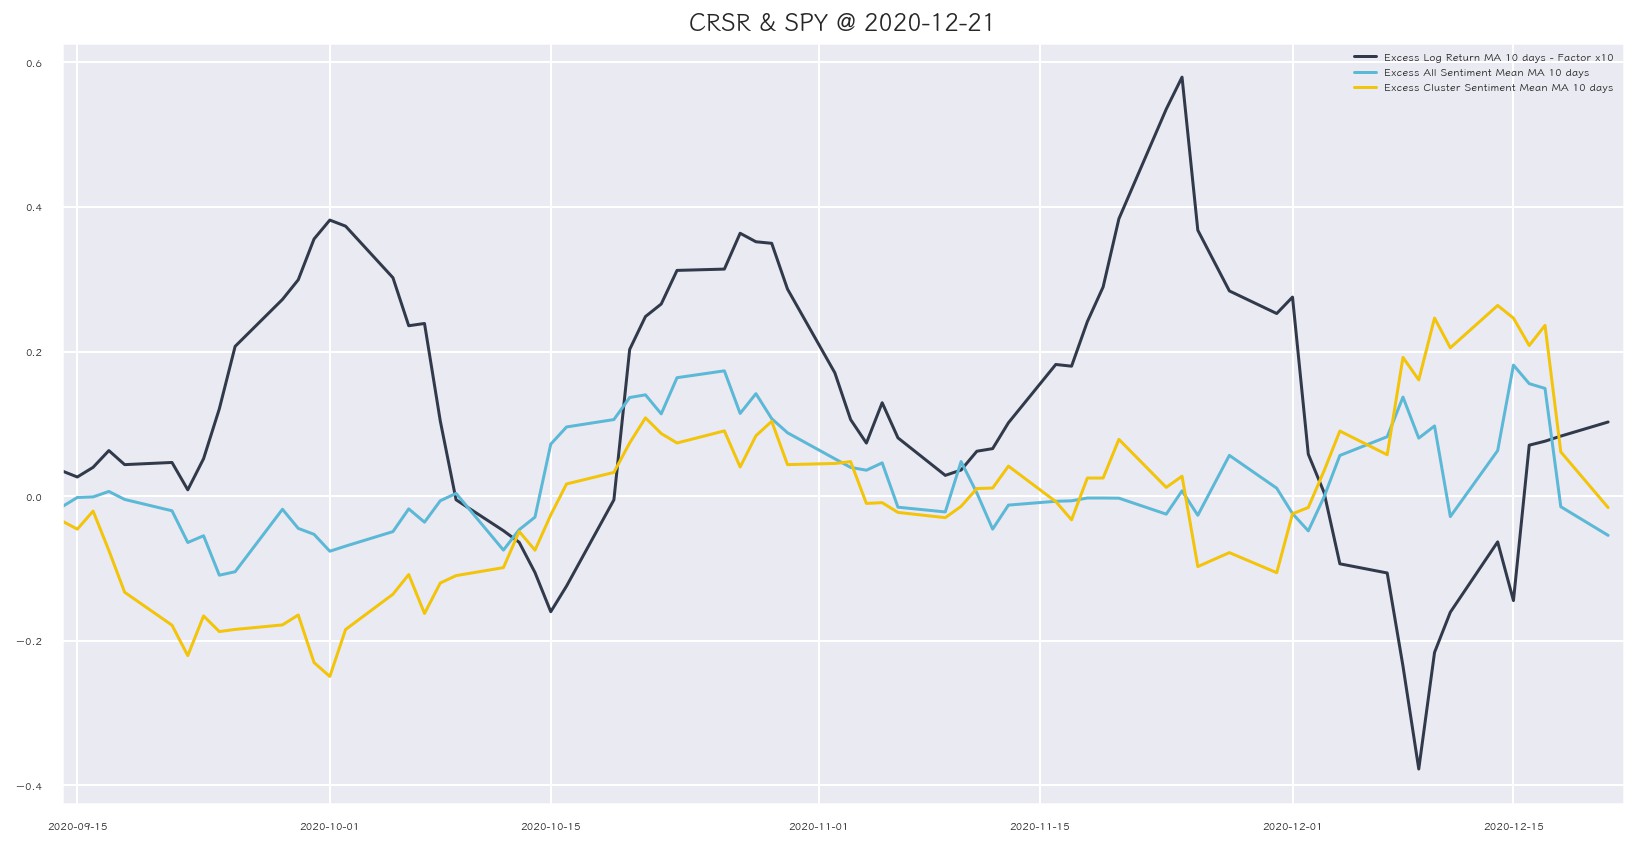 CRSR & SPY @ 2020-12-21
Excess Log Return MA 10 days - Factor x10
Excess All Sentiment Mean MA 10 days
Excess Cluster Sentiment Mean MA 10 days
0.6
0.4
0.2
0.0
−0.2
−0.4
2020-09-15 2020-10-01 2020-10-15 2020-11-01 2020-11-15 2020-12-01 2020-12-15